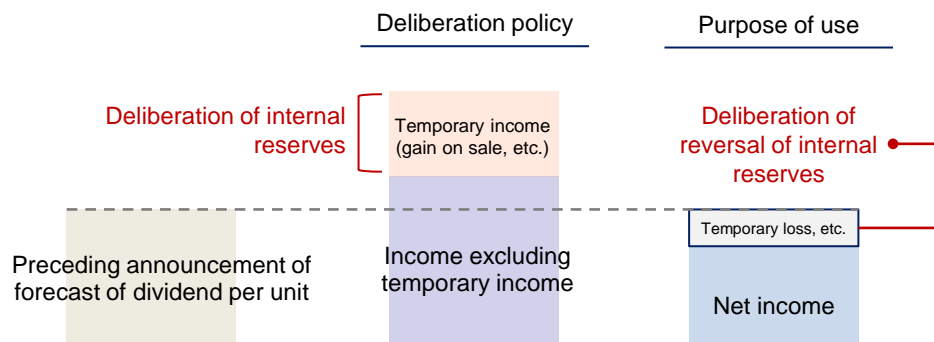 Deliberation policy
Purpose of use
Deliberation of internal
reserves
Temporary income
(gain on sale, etc.)
Deliberation of
reversal of internal
reserves
Temporary loss, etc.
Preceding announcement of
forecast of dividend per unit
Income excluding
temporary income
Net income